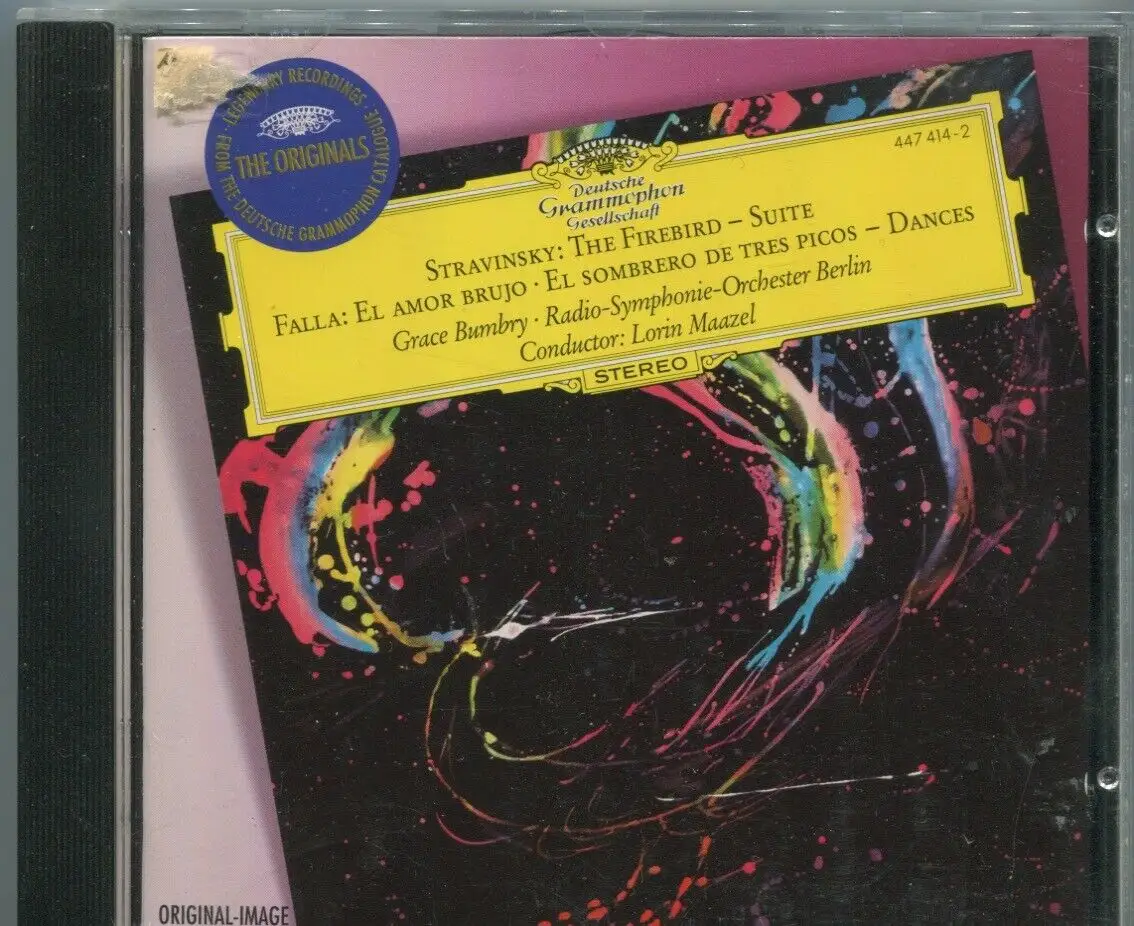 LEGENDARY RECORDINGS · FROM THE DEUTSCHE GRAMMOPHON CATALOGUE ·
THE ORIGINALS
447 414-2
Deutsche
Grammophon
Gesellschaft
STRAVINSKY: THE FIREBIRD – SUITE
FALLA: EL AMOR BRUJO · EL SOMBRERO DE TRES PICOS – DANCES
Grace Bumbry · Radio-Symphonie-Orchester Berlin
Conductor: Lorin Maazel
STEREO
ORIGINAL-IMAGE